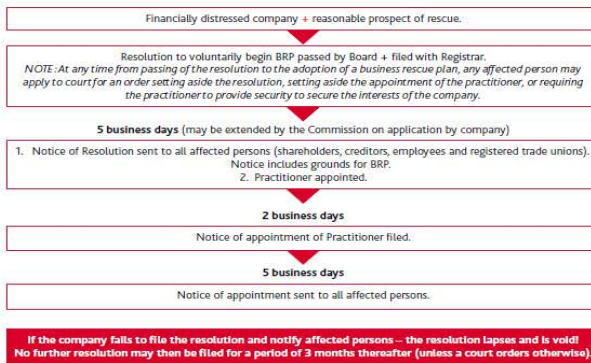 Financially distressed company + reasonable prospect of rescue.
Resolution to voluntarily begin BRP passed by Board + filed with Registrar.
NOTE: At any time from passing of the resolution to the adoption of a business rescue plan, any affected person may
apply to court for an order setting aside the resolution, setting aside the appointment of the practitioner, or requiring
the practitioner to provide security to secure the interests of the company.
5 business days (may be extended by the Commission on application by company)
1. Notice of Resolution sent to all affected persons (shareholders, creditors, employees and registered trade unions).
Notice includes grounds for BRP.
2. Practitioner appointed.
2 business days
Notice of appointment of Practitioner filed.
5 business days
Notice of appointment sent to all affected persons.
If the company fails to file the resolution and notify affected persons – the resolution lapses and is void!
No further resolution may then be filed for a period of 3 months thereafter (unless a court orders otherwise).